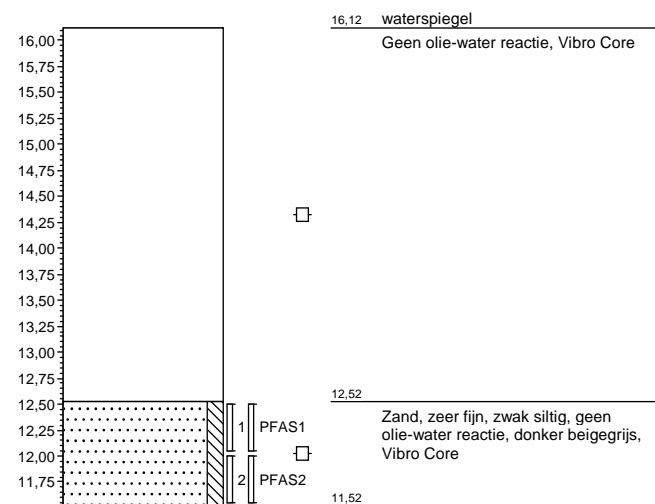 16,12 waterspiegel
Geen olie-water reactie, Vibro Core
16,00
15,75
15,50
15,25
15,00
14,75
14,50
14,25
14,00
13,75
13,50
13,25
13,00
12,75
12,52
12,50
Zand, zeer fijn, zwak siltig, geen
olie-water reactie, donker beigegrijs,
Vibro Core
1 PFAS1
12,25
12,00
2 PFAS2
11,75
11,52